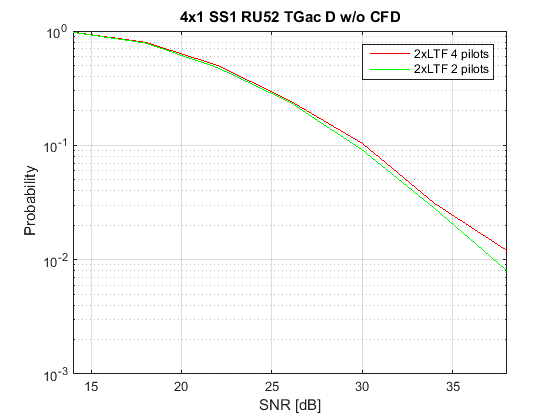 4x1 SS1 RU52 TGac D w/o CFD
2xLTF 4 pilots
2xLTF 2 pilots
10^0
10^-1
10^-2
10^-3
Probability
15 20 25 30 35
SNR [dB]